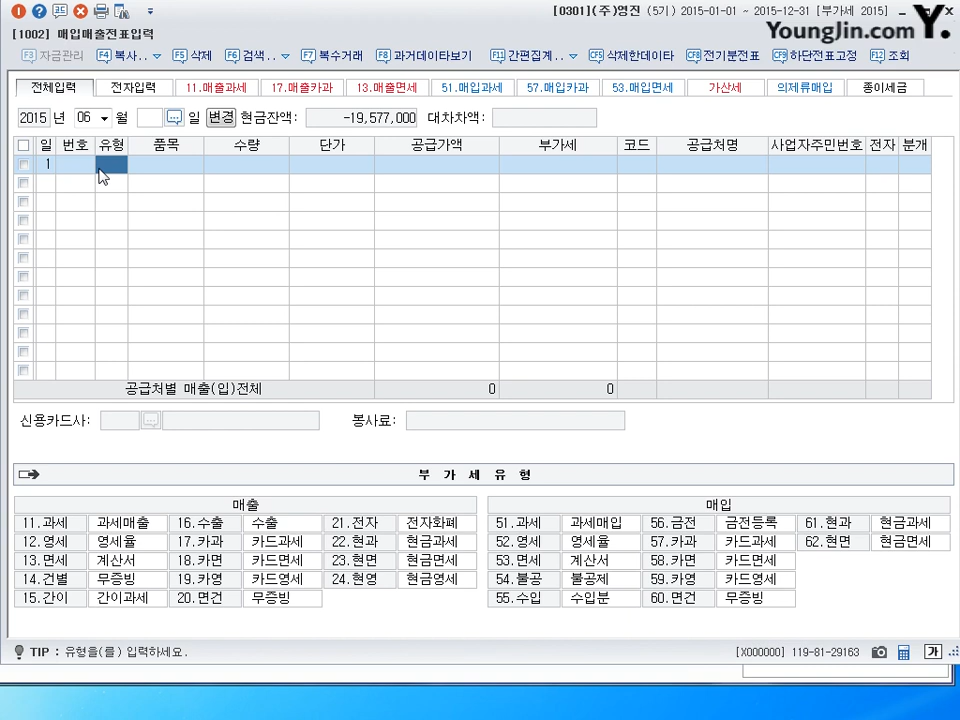 [0301](주)영진 (5기) 2015-01-01 ~ 2015-12-31 [부가세 2015]
YoungJin.com Y.
[1002] 매입매출전표입력
F3 자금관리 F4 복사.. F5 삭제 F6 검색.. F7 복수거래 F8 과거데이타보기 F11 간편집계.. CF5 삭제한데이타 CF8 전기분전표 CF9 하단전표고정 F12 조회
전체입력 전자입력 11.매출과세 17.매출카과 13.매출면세 51.매입과세 57.매입카과 53.매입면세 가산세 의제류매입 종이세금
2015 년 06 월 일 변경 현금잔액: -19,577,000 대차차액:
일 번호 유형 품목 수량 단가 공급가액 부가세 코드 공급처명 사업자주민번호 전자 분개
1
공급처별 매출(입)전체 0 0
신용카드사: 봉사료:
부 가 세 유 형
매출 매입
11.과세 과세매출 16.수출 수출 21.전자 전자화폐 51.과세 과세매입 56.금전 금전등록 61.현과 현금과세
12.영세 영세율 17.카과 카드과세 22.현과 현금과세 52.영세 영세율 57.카과 카드과세 62.현면 현금면세
13.면세 계산서 18.카면 카드면세 23.현면 현금면세 53.면세 계산서 58.카면 카드면세
14.건별 무증빙 19.카영 카드영세 24.현영 현금영세 54.불공 불공제 59.카영 카드영세
15.간이 간이과세 20.면건 무증빙 55.수입 수입분 60.면건 무증빙
TIP : 유형을(를) 입력하세요. [X000000] 119-81-29163 가